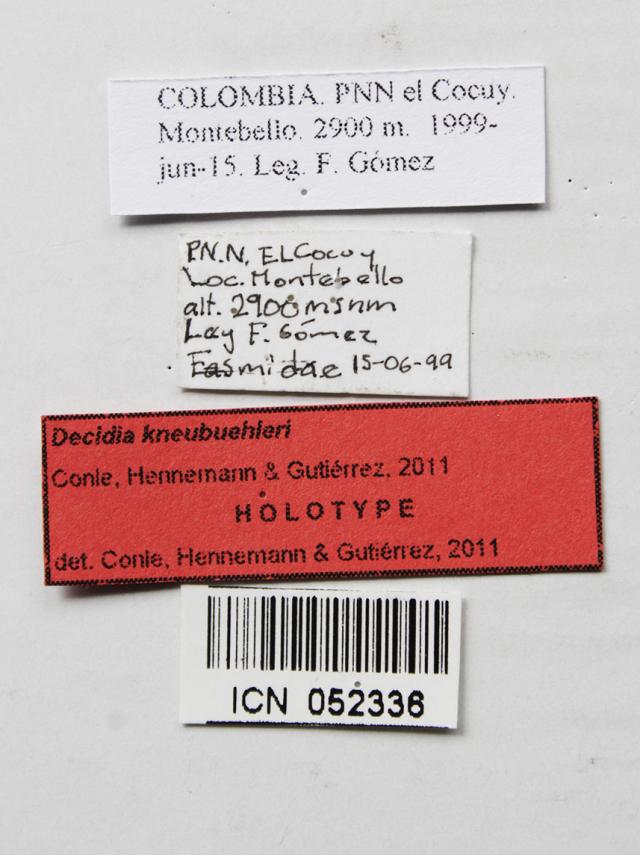 COLOMBIA. PNN el Cocuy.
Montebello. 2900 m. 1999-
jun-15. Leg. F. Gómez
P.N.N. EL Cocuy
Loc. Montebello
alt. 2900 msnm
Leg F. Gómez
Fasmidae 15-06-99
Decidia kneubuehleri
Conle, Hennemann & Gutiérrez, 2011
HOLOTYPE
det. Conle, Hennemann & Gutiérrez, 2011
ICN 052336